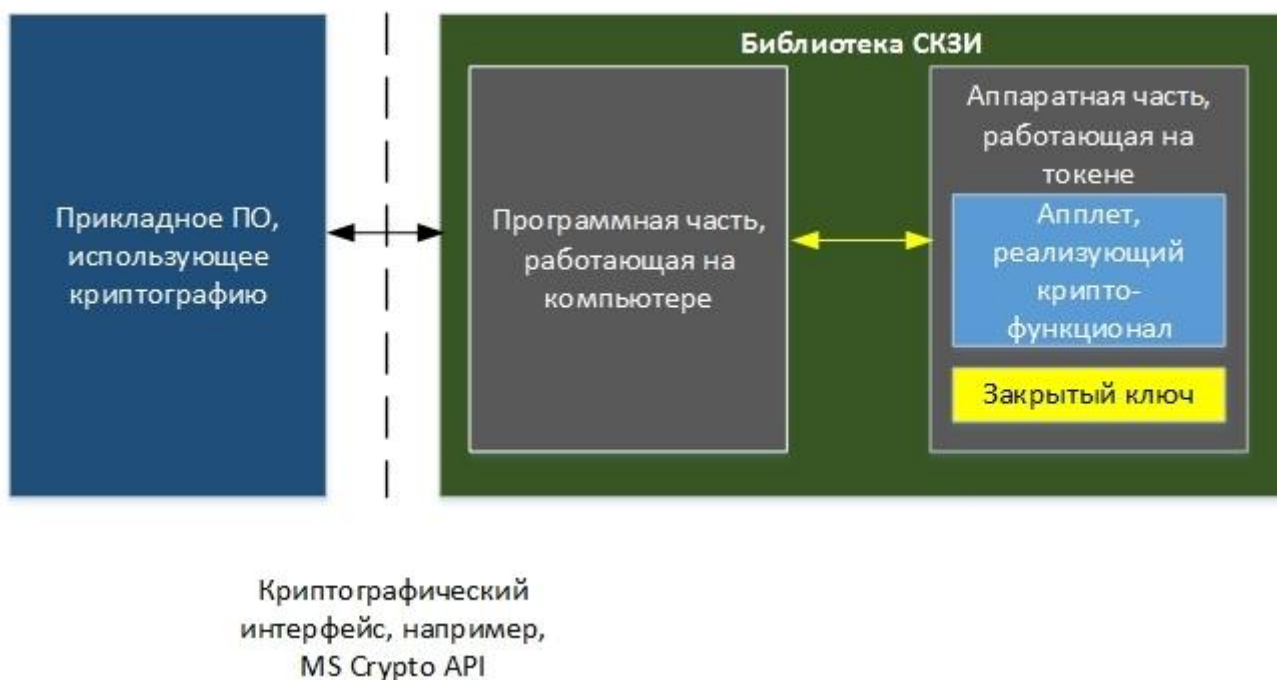 Библиотека СКЗИ
Прикладное ПО,
использующее
криптографию
Программная часть,
работающая на
компьютере
Аппаратная часть,
работающая на
токене
Апплет,
реализующий
крипто-
функционал
Закрытый ключ
Криптографический
интерфейс, например,
MS Crypto API